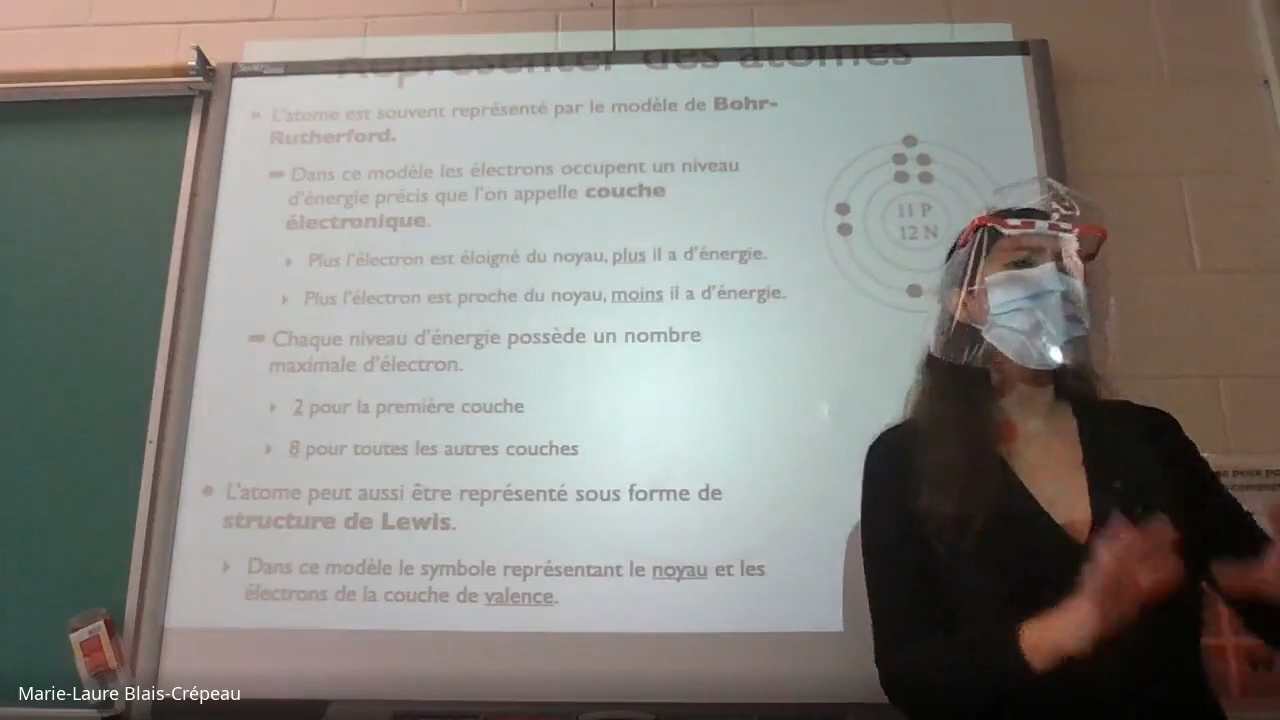 Représenter des atomes
L'atome est souvent représenté par le modèle de Bohr-
Rutherford.
Dans ce modèle les électrons occupent un niveau
d'énergie précis que l'on appelle couche
électronique.
Plus l'électron est éloigné du noyau, plus il a d'énergie.
Plus l'électron est proche du noyau, moins il a d'énergie.
Chaque niveau d'énergie possède un nombre
maximale d'électron.
2 pour la première couche
8 pour toutes les autres couches
L'atome peut aussi être représenté sous forme de
structure de Lewis.
Dans ce modèle le symbole représentant le noyau et les
électrons de la couche de valence.
11 P
12 N
Marie-Laure Blais-Crépeau